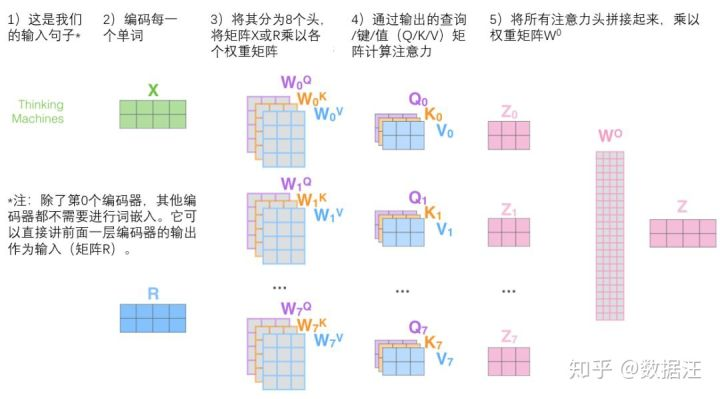 1）这是我们
的输入句子*
2）编码每一
个单词
3）将其分为8个头，
将矩阵X或R乘以各
个权重矩阵
4）通过输出的查询
/键/值（Q/K/V）矩
阵计算注意力
5）将所有注意力头拼接起来，乘以
权重矩阵W⁰
Thinking
Machines
X
W₀Q
W₀K
W₀V
Q₀
K₀
V₀
Z₀
W₁Q
W₁K
W₁V
Q₁
K₁
V₁
Z₁
WO
Z
*注：除了第0个编码器，其他编
码器都不需要进行词嵌入。它可
以直接讲前面一层编码器的输出
作为输入（矩阵R）。
...
...
...
R
W₇Q
W₇K
W₇V
Q₇
K₇
V₇
Z₇
知乎 @数据汪